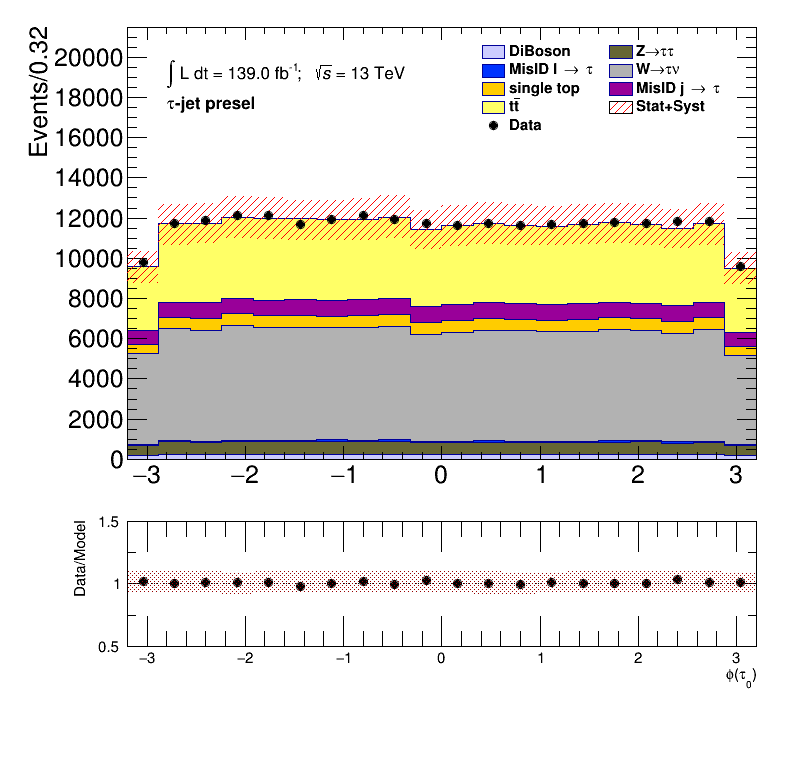 Events/0.32
20000
18000
16000
14000
12000
10000
8000
6000
4000
2000
0
∫ L dt = 139.0 fb⁻¹; √s = 13 TeV
τ-jet presel
DiBoson
MisID l → τ
single top
tt̄
Data
Z→ττ
W→τν
MisID j → τ
Stat+Syst
−3 −2 −1 0 1 2 3
Data/Model
1.5
1
0.5
−3 −2 −1 0 1 2 3
ϕ(τ₀)